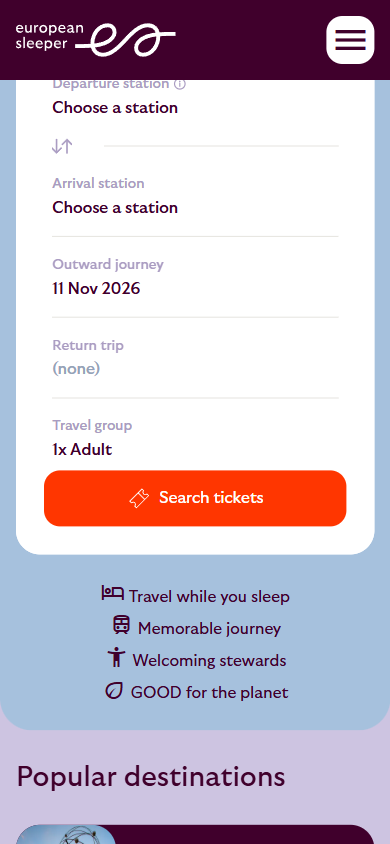 european
sleeper
Departure station
Choose a station
Arrival station
Choose a station
Outward journey
11 Nov 2026
Return trip
(none)
Travel group
1x Adult
Search tickets
Travel while you sleep
Memorable journey
Welcoming stewards
GOOD for the planet
Popular destinations